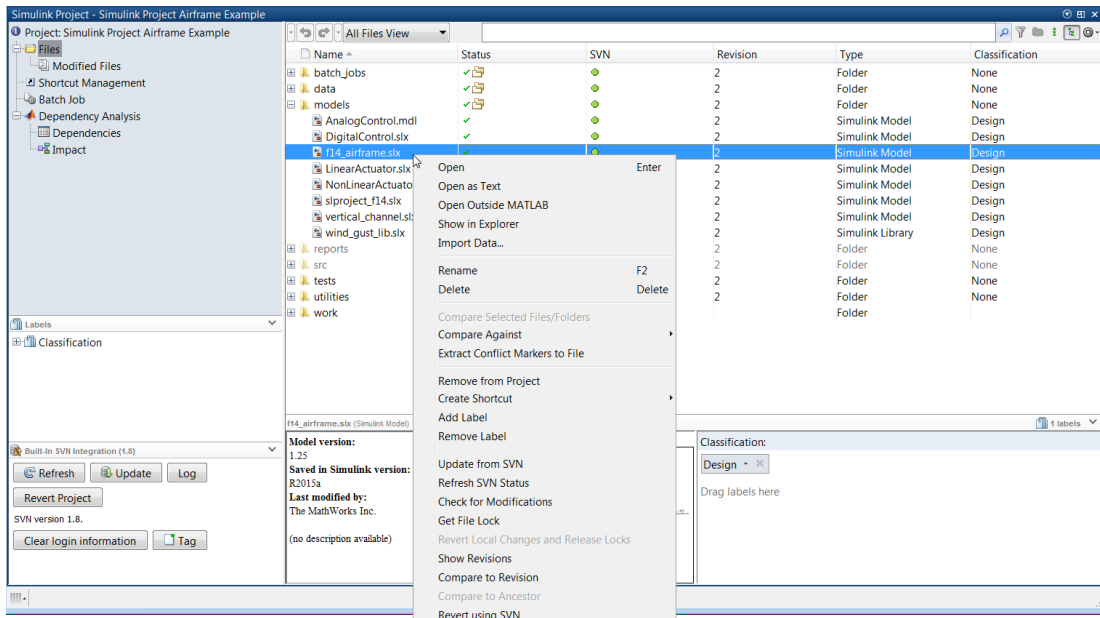 Simulink Project - Simulink Project Airframe Example
Project: Simulink Project Airframe Example
Files
Modified Files
Shortcut Management
Batch Job
Dependency Analysis
Dependencies
Impact
All Files View
Name Status SVN Revision Type Classification
batch_jobs 2 Folder None
data 2 Folder None
models 2 Folder None
AnalogControl.mdl 2 Simulink Model Design
DigitalControl.slx 2 Simulink Model Design
f14_airframe.slx 2 Simulink Model Design
LinearActuator.slx 2 Simulink Model Design
NonLinearActuato 2 Simulink Model Design
slproject_f14.slx 2 Simulink Model Design
vertical_channel.sl 2 Simulink Model Design
wind_gust_lib.slx 2 Simulink Library Design
reports 2 Folder None
src 2 Folder None
tests 2 Folder None
utilities 2 Folder None
work Folder
Open Enter
Open as Text
Open Outside MATLAB
Show in Explorer
Import Data...
Rename F2
Delete Delete
Compare Selected Files/Folders
Compare Against
Extract Conflict Markers to File
Remove from Project
Create Shortcut
Add Label
Remove Label
Update from SVN
Refresh SVN Status
Check for Modifications
Get File Lock
Revert Local Changes and Release Locks
Show Revisions
Compare to Revision
Compare to Ancestor
Revert using SVN
Labels
Classification
Built-In SVN Integration (1.8)
Refresh Update Log
Revert Project
SVN version 1.8.
Clear login information Tag
f14_airframe.slx (Simulink Model)
1 labels
Model version:
1.25
Saved in Simulink version:
R2015a
Last modified by:
The MathWorks Inc.
(no description available)
Classification:
Design
Drag labels here